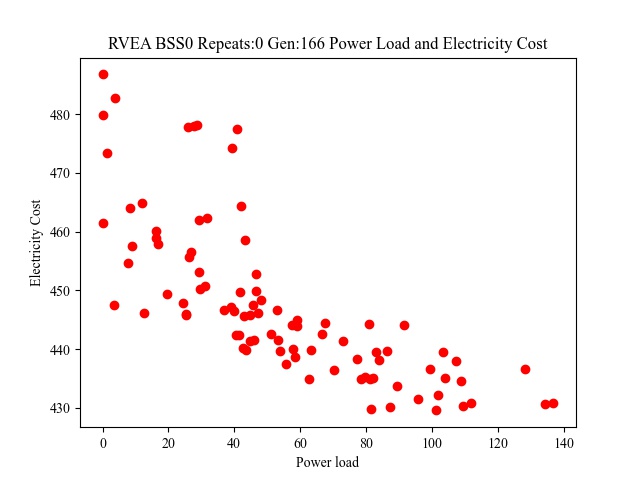 RVEA BSS0 Repeats:0 Gen:166 Power Load and Electricity Cost
480
470
460
450
440
430
Electricity Cost
0 20 40 60 80 100 120 140
Power load